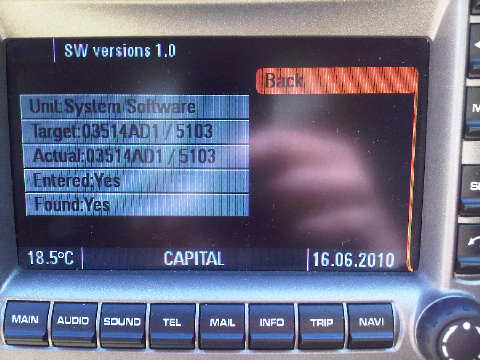 SW versions 1.0
Back
Unit:System Software
Target:03514AD1 / 5103
Actual:03514AD1 / 5103
Entered:Yes
Found:Yes
18.5°C CAPITAL 16.06.2010
MAIN AUDIO SOUND TEL MAIL INFO TRIP NAVI